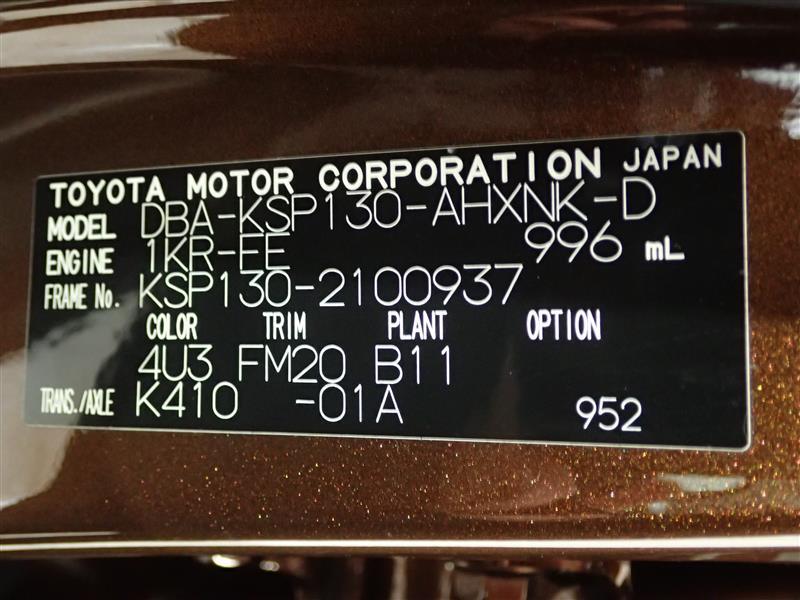 TOYOTA MOTOR CORPORATION JAPAN
MODEL DBA-KSP130-AHXNK-D
ENGINE 1KR-FE 996 mL
FRAME No. KSP130-2100937
COLOR TRIM PLANT OPTION
4U3 FM20 B11
TRANS./AXLE K410 -01A 952